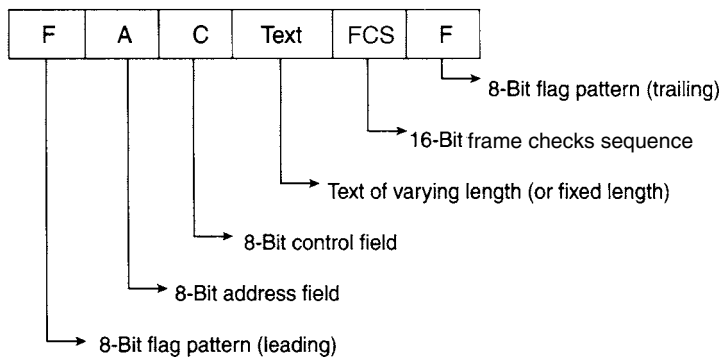 F A C Text FCS F
8-Bit flag pattern (trailing)
16-Bit frame checks sequence
Text of varying length (or fixed length)
8-Bit control field
8-Bit address field
8-Bit flag pattern (leading)